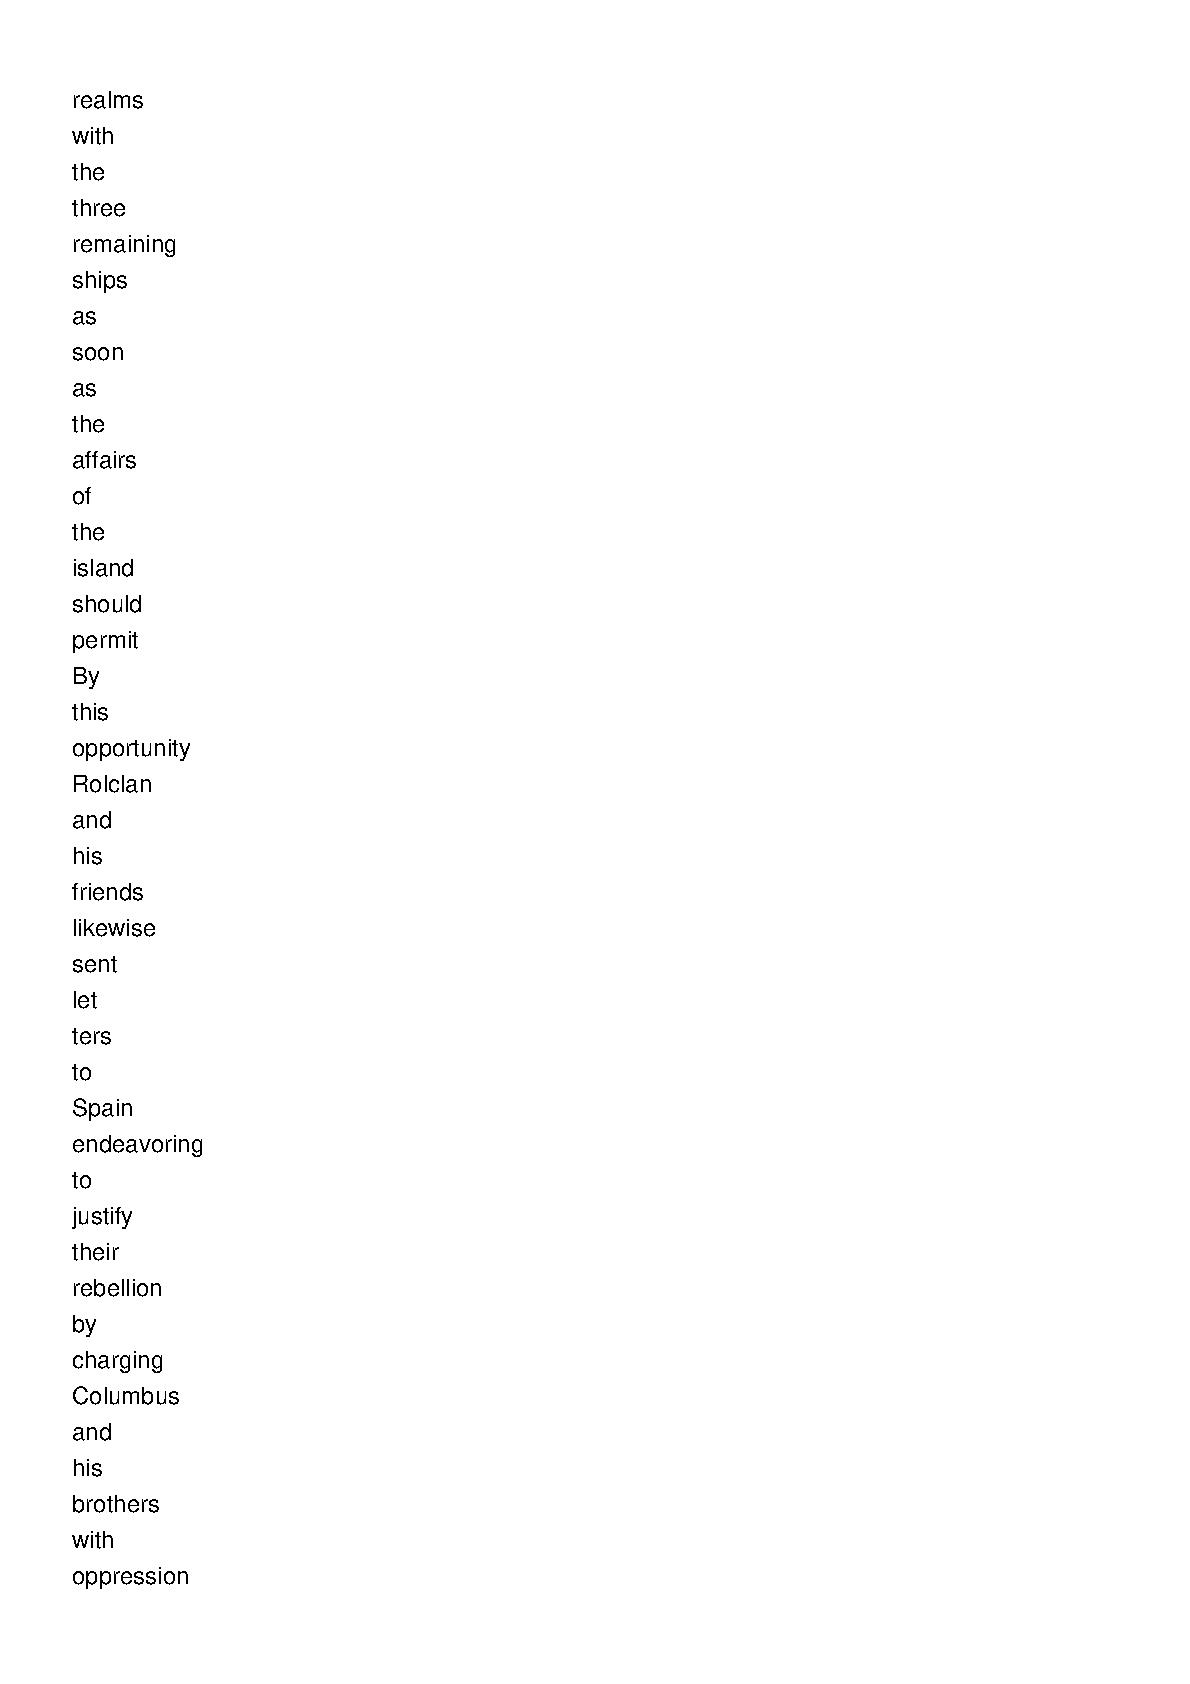 realms
with
the
three
remaining
ships
as
soon
as
the
affairs
of
the
island
should
permit
By
this
opportunity
Rolclan
and
his
friends
likewise
sent
let
ters
to
Spain
endeavoring
to
justify
their
rebellion
by
charging
Columbus
and
his
brothers
with
oppression